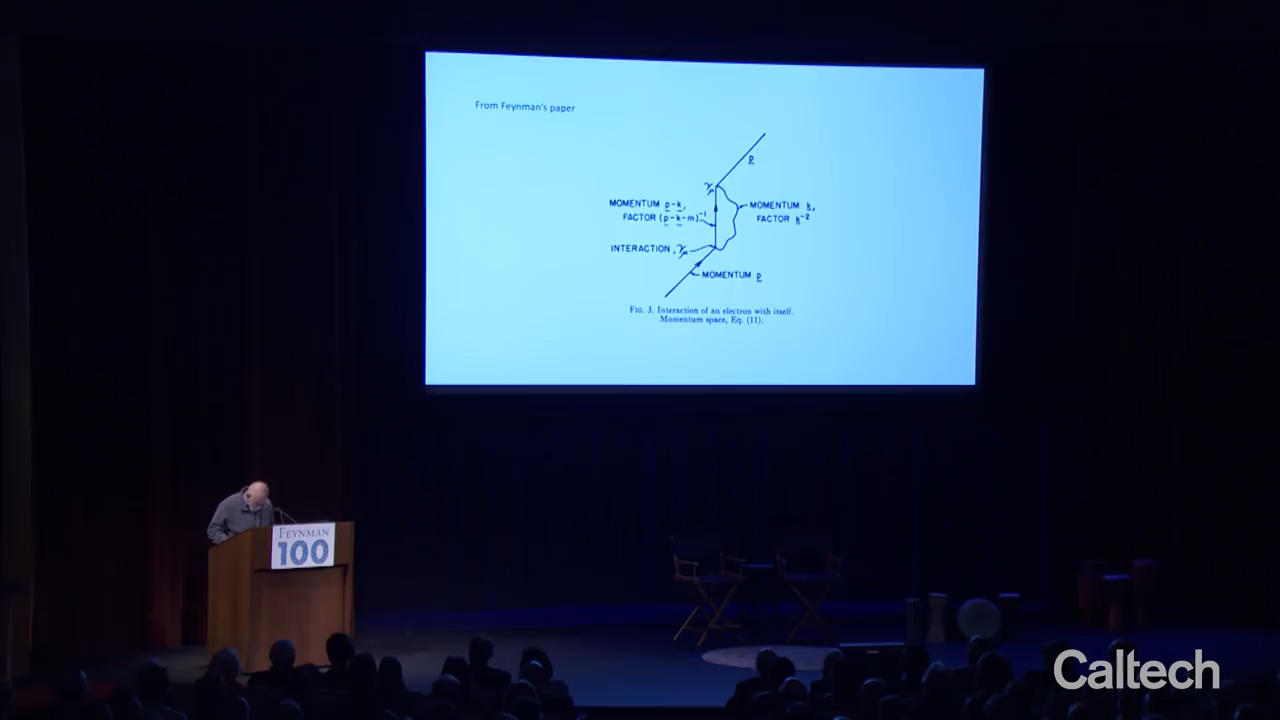 From Feynman's paper
p
γμ
MOMENTUM p-k,
FACTOR (p-k-m)⁻¹
MOMENTUM k,
FACTOR k⁻²
INTERACTION, γμ
MOMENTUM p
FIG. 3. Interaction of an electron with itself.
Momentum space, Eq. (11).
FEYNMAN
100
Caltech